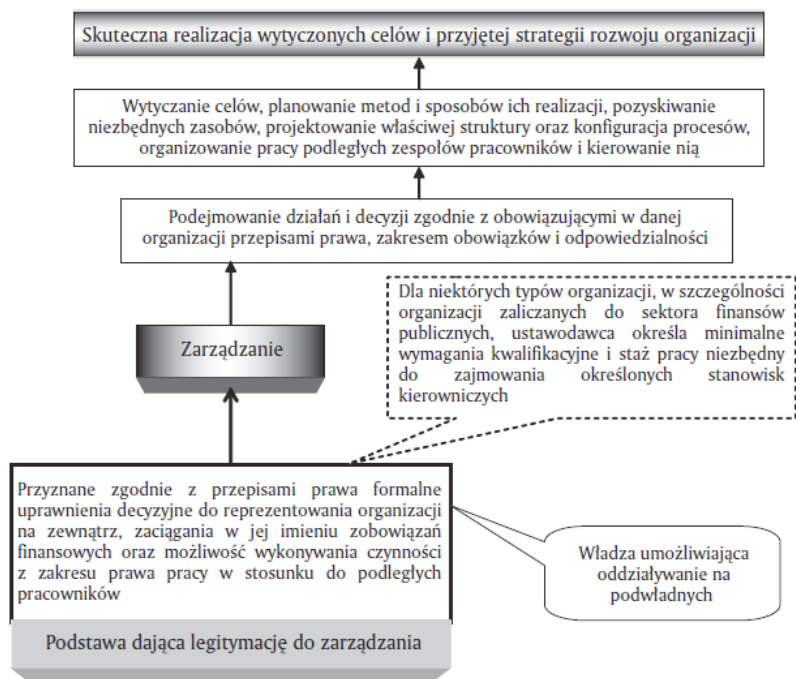 Skuteczna realizacja wytyczonych celów i przyjętej strategii rozwoju organizacji
Wytyczanie celów, planowanie metod i sposobów ich realizacji, pozyskiwanie
niezbędnych zasobów, projektowanie właściwej struktury oraz konfiguracja procesów,
organizowanie pracy podległych zespołów pracowników i kierowanie nią
Podejmowanie działań i decyzji zgodnie z obowiązującymi w danej
organizacji przepisami prawa, zakresem obowiązków i odpowiedzialności
Dla niektórych typów organizacji, w szczególności
organizacji zaliczanych do sektora finansów
publicznych, ustawodawca określa minimalne
wymagania kwalifikacyjne i staż pracy niezbędny
do zajmowania określonych stanowisk
kierowniczych
Zarządzanie
Przyznane zgodnie z przepisami prawa formalne
uprawnienia decyzyjne do reprezentowania organizacji
na zewnątrz, zaciągania w jej imieniu zobowiązań
finansowych oraz możliwość wykonywania czynności
z zakresu prawa pracy w stosunku do podległych
pracowników
Władza umożliwiająca
oddziaływanie na
podwładnych
Podstawa dająca legitymację do zarządzania